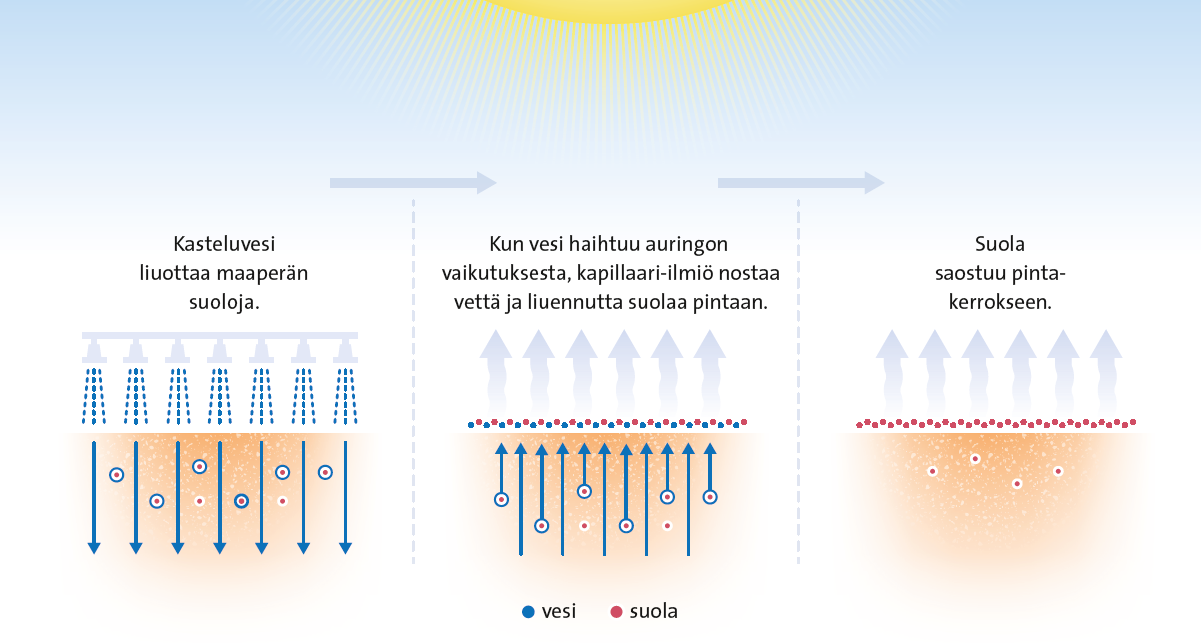 Kasteluvesi
liuottaa maaperän
suoloja.
Kun vesi haihtuu auringon
vaikutuksesta, kapillaari-ilmiö nostaa
vettä ja liuennutta suolaa pintaan.
Suola
saostuu pinta-
kerrokseen.
vesi
suola